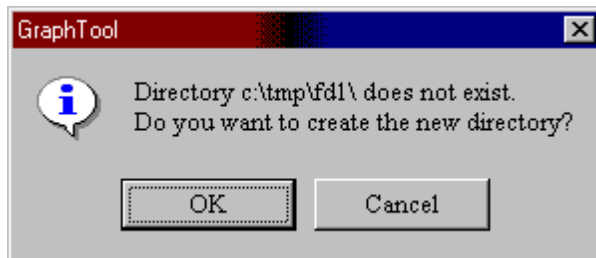 GraphTool
Directory c:\tmp\fd1\ does not exist.
Do you want to create the new directory?
OK
Cancel